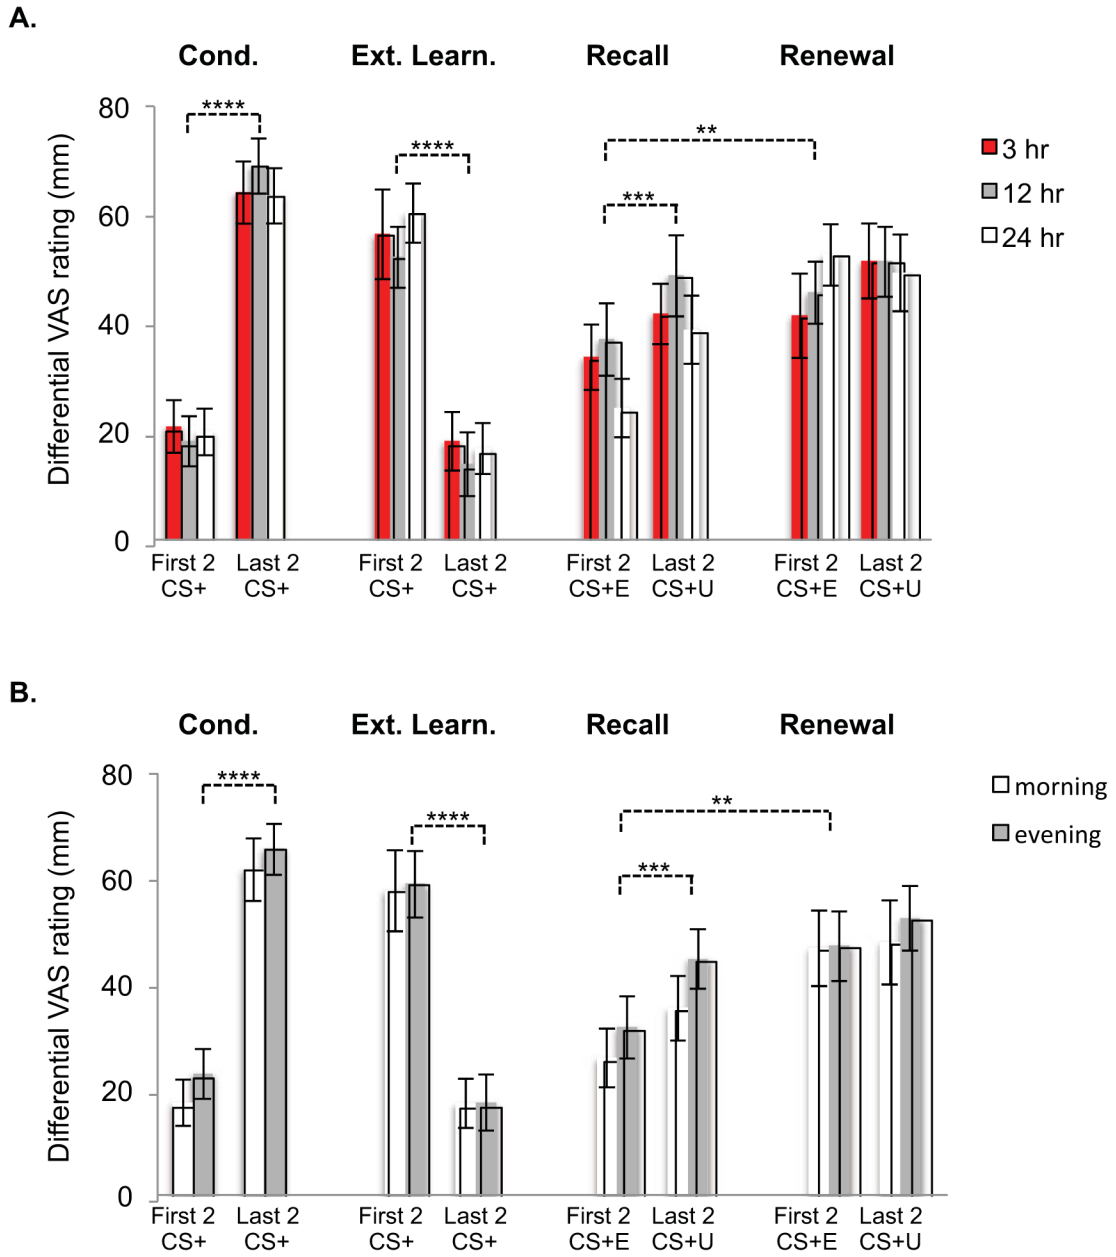 A.
Cond. Ext. Learn. Recall Renewal
Differential VAS rating (mm)
80
60
40
20
0
****
****
***
**
3 hr
12 hr
24 hr
First 2 Last 2 First 2 Last 2 First 2 Last 2 First 2 Last 2
CS+ CS+ CS+ CS+ CS+E CS+U CS+E CS+U
B.
Cond. Ext. Learn. Recall Renewal
Differential VAS rating (mm)
80
60
40
20
0
****
****
***
**
morning
evening
First 2 Last 2 First 2 Last 2 First 2 Last 2 First 2 Last 2
CS+ CS+ CS+ CS+ CS+E CS+U CS+E CS+U